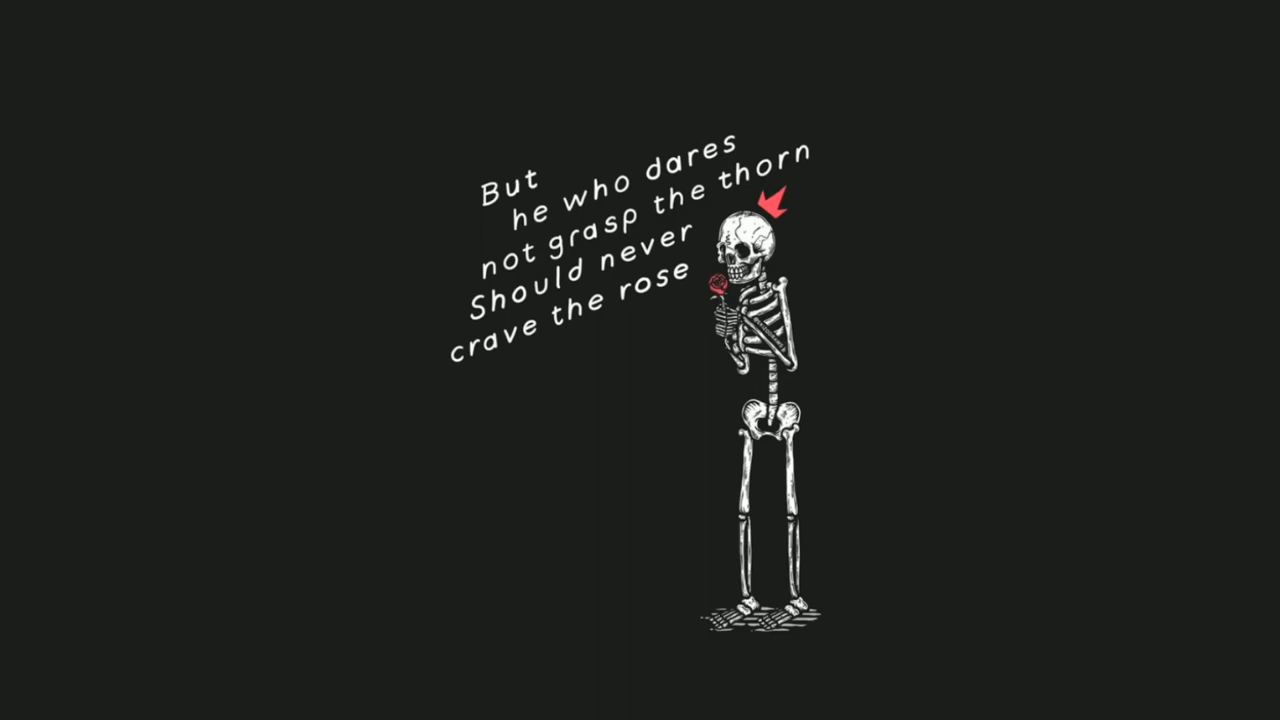 But
he who dares
not grasp the thorn
Should never
crave the rose